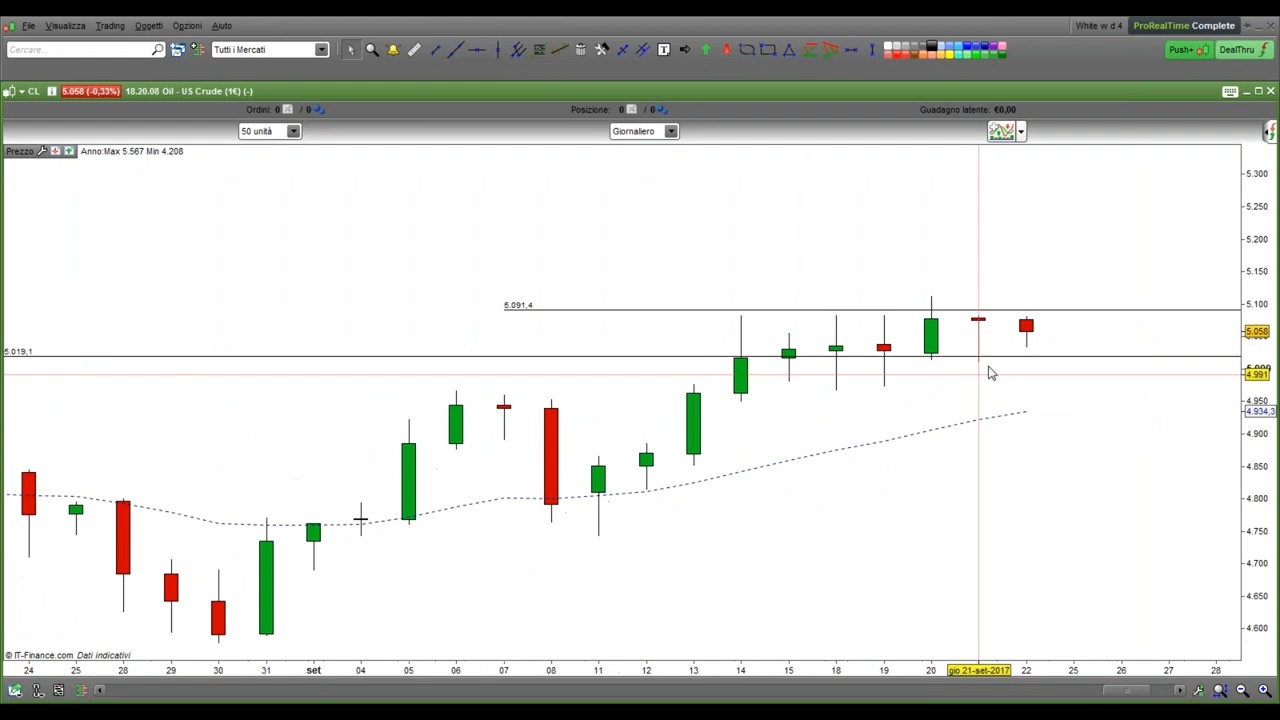 File Visualizza Trading Oggetti Opzioni Aiuto White w d 4 ProRealTime Complete
Cercare... Tutti i Mercati T Push+ DealThru
CL 5.058 (-0,33%) 18.20.08 Oil - US Crude (1€) (-)
Ordini: 0 / 0 Posizione: 0 / 0 Guadagno latente: €0,00
50 unità Giornaliero
Prezzo Anno:Max 5.567 Min 4.208
5.300
5.250
5.200
5.150
5.100
5.091,4
5.058
5.019,1
4.991
4.950
4.934,3
4.900
4.850
4.800
4.750
4.700
4.650
4.600
© IT-Finance.com Dati indicativi
24 25 28 29 30 31 set 04 05 06 07 08 11 12 13 14 15 18 19 20 gio 21-set-2017 22 25 26 27 28